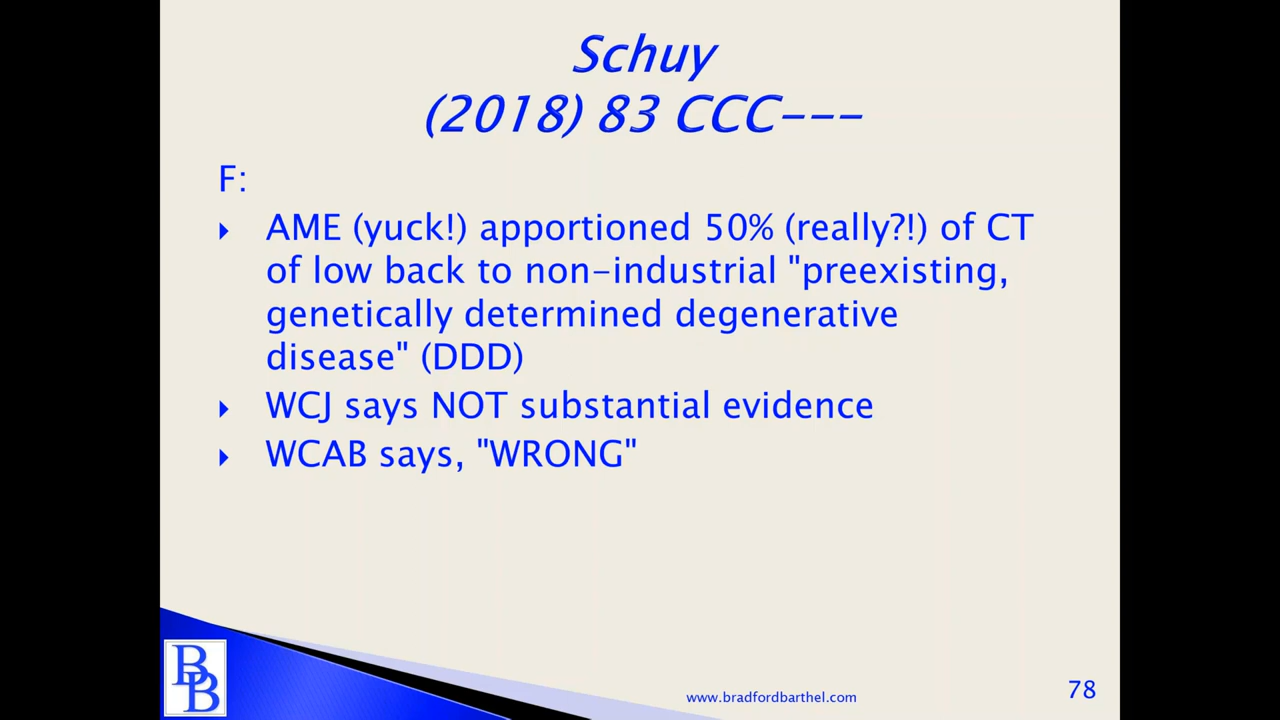 Schuy
(2018) 83 CCC---
F:
AME (yuck!) apportioned 50% (really?!) of CT
of low back to non-industrial "preexisting,
genetically determined degenerative
disease" (DDD)
WCJ says NOT substantial evidence
WCAB says, "WRONG"
BB
www.bradfordbarthel.com
78